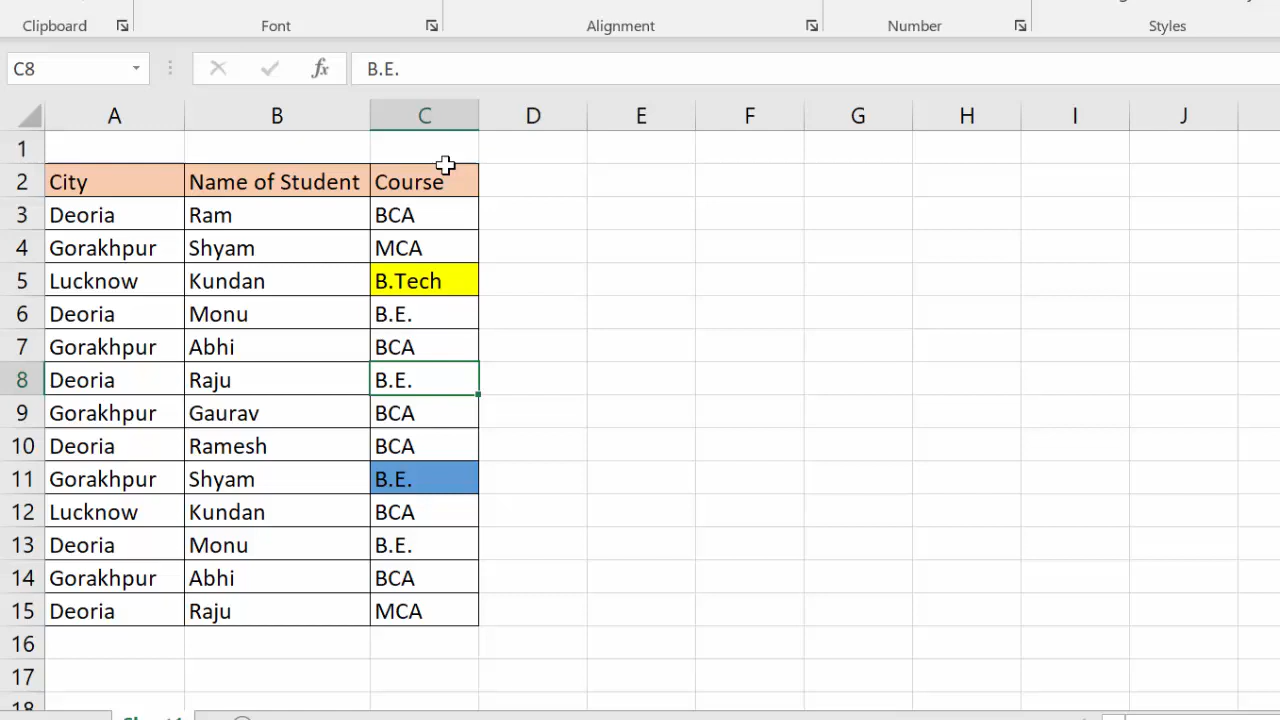 Clipboard Font Alignment Number Styles
C8 fx B.E.
A B C D E F G H I J
1
2 City Name of Student Course
3 Deoria Ram BCA
4 Gorakhpur Shyam MCA
5 Lucknow Kundan B.Tech
6 Deoria Monu B.E.
7 Gorakhpur Abhi BCA
8 Deoria Raju B.E.
9 Gorakhpur Gaurav BCA
10 Deoria Ramesh BCA
11 Gorakhpur Shyam B.E.
12 Lucknow Kundan BCA
13 Deoria Monu B.E.
14 Gorakhpur Abhi BCA
15 Deoria Raju MCA
16
17
18